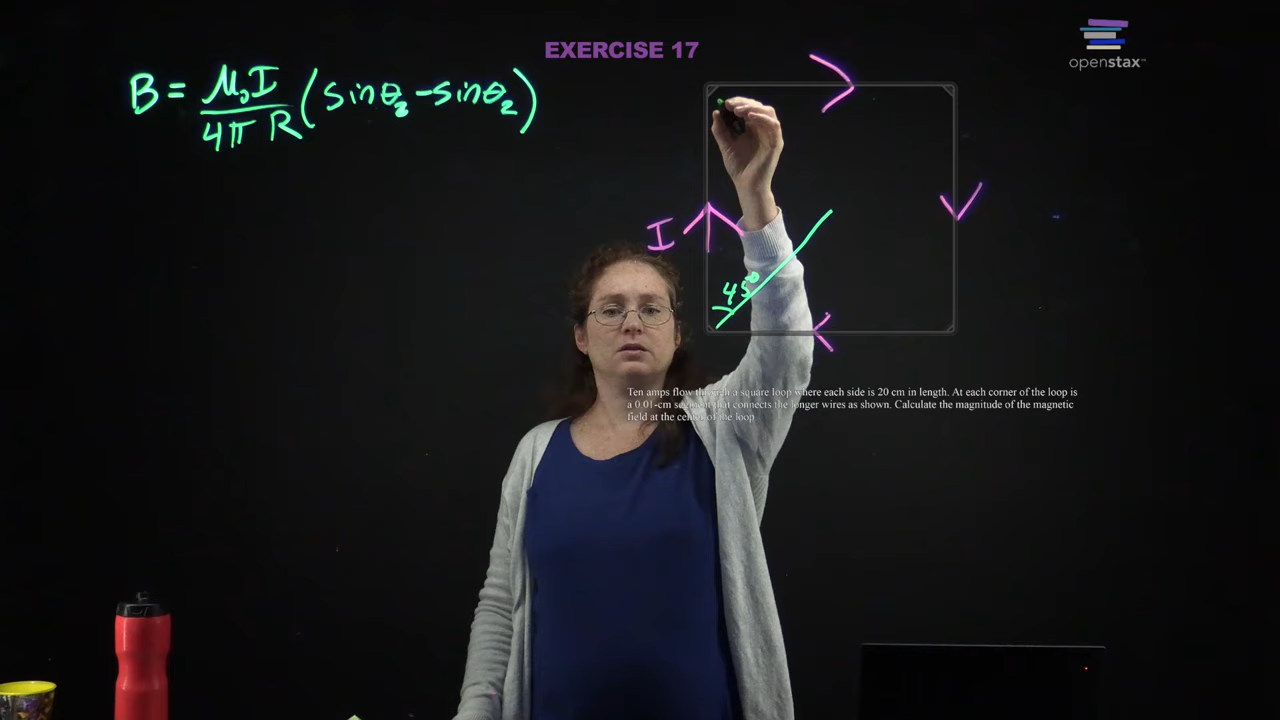 EXERCISE 17
openstax™
B = μ₀I / 4πR (sinθ₂ - sinθ₂)
I
45°
Ten amps flow through a square loop where each side is 20 cm in length. At each corner of the loop is
a 0.01-cm segment that connects the longer wires as shown. Calculate the magnitude of the magnetic
field at the center of the loop